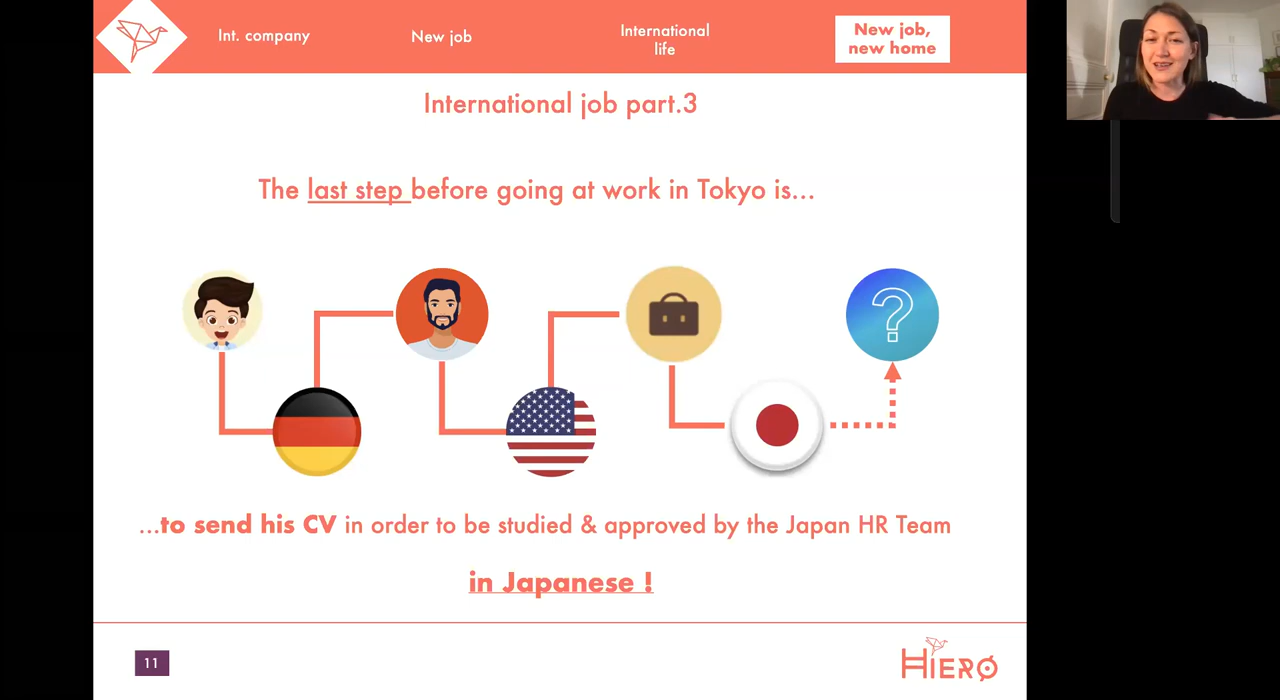 Int. company
New job
International
life
New job,
new home
International job part.3
The last step before going at work in Tokyo is...
?
...to send his CV in order to be studied & approved by the Japan HR Team
in Japanese !
11
HIERØ